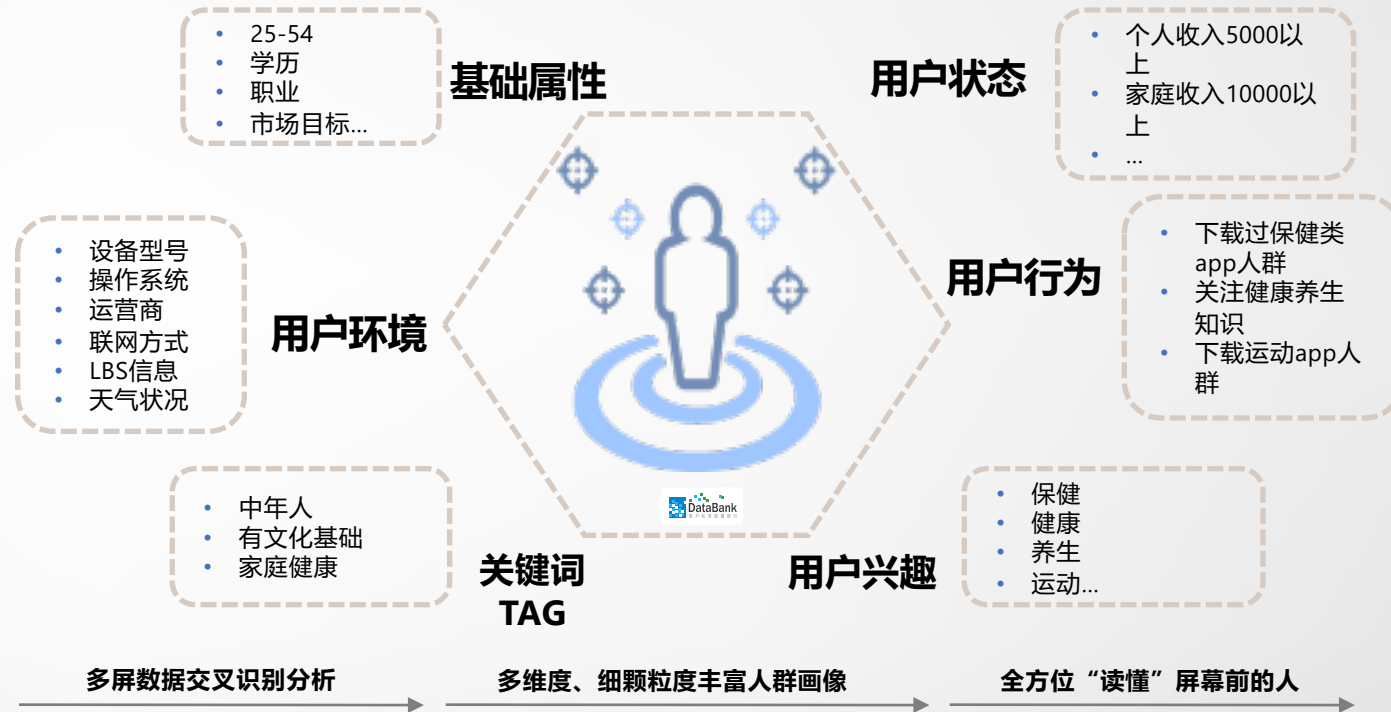 25-54
学历
职业
市场目标...
基础属性
用户状态
个人收入5000以
上
家庭收入10000以
上
...
设备型号
操作系统
运营商
联网方式
LBS信息
天气状况
用户环境
用户行为
下载过保健类
app人群
关注健康养生
知识
下载运动app人
群
中年人
有文化基础
家庭健康
关键词
TAG
DataBank
用户兴趣
保健
健康
养生
运动...
多屏数据交叉识别分析
多维度、细颗粒度丰富人群画像
全方位“读懂”屏幕前的人